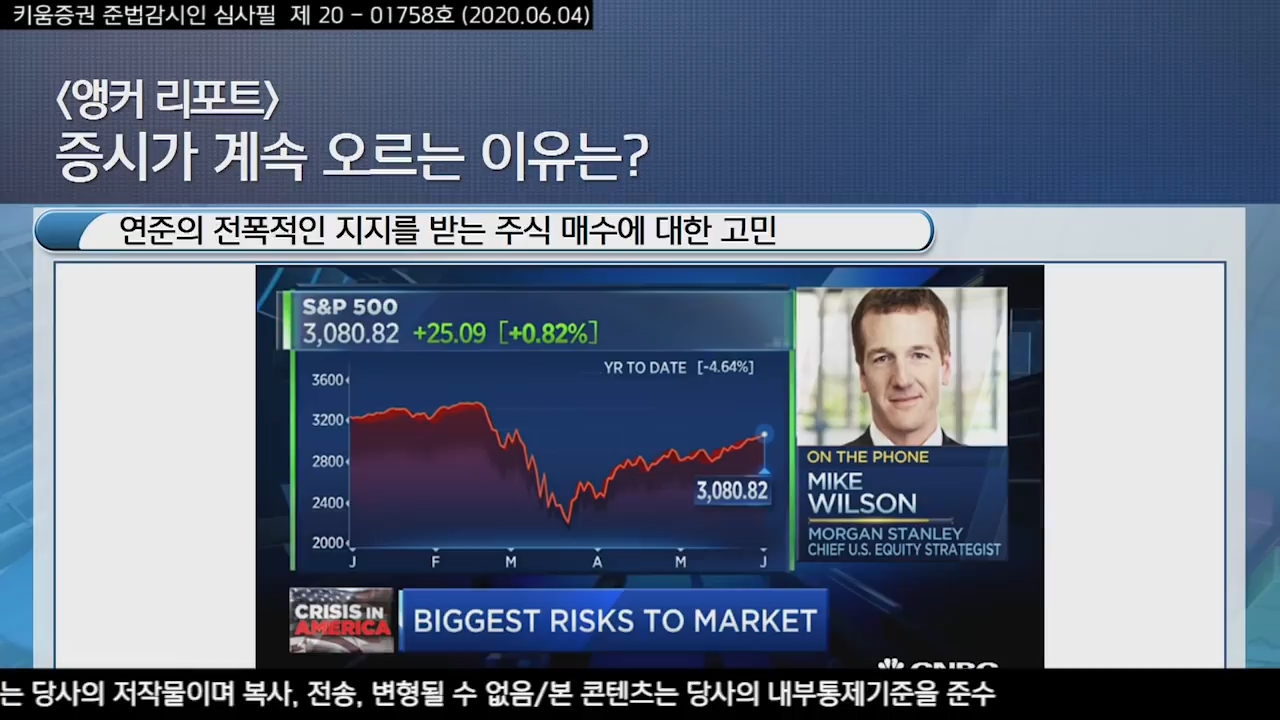 키움증권 준법감시인 심사필 제 20 - 01758호 (2020.06.04)
〈앵커 리포트〉
증시가 계속 오르는 이유는?
연준의 전폭적인 지지를 받는 주식 매수에 대한 고민
S&P 500
3,080.82 +25.09 [+0.82%]
YR TO DATE [-4.64%]
3600
3200
2800
2400
2000
3,080.82
J F M A M J
ON THE PHONE
MIKE
WILSON
MORGAN STANLEY
CHIEF U.S. EQUITY STRATEGIST
CRISIS IN
AMERICA
BIGGEST RISKS TO MARKET
CNBC
는 당사의 저작물이며 복사, 전송, 변형될 수 없음/본 콘텐츠는 당사의 내부통제기준을 준수